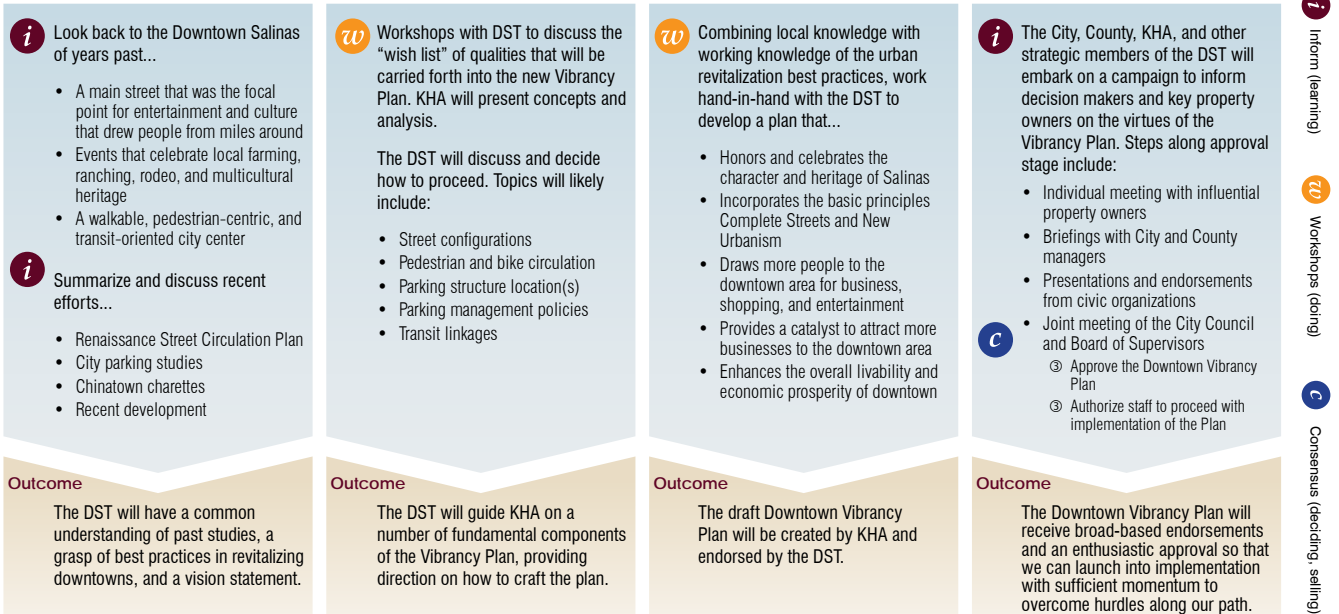 i
Look back to the Downtown Salinas
of years past...
• A main street that was the focal
point for entertainment and culture
that drew people from miles around
• Events that celebrate local farming,
ranching, rodeo, and multicultural
heritage
• A walkable, pedestrian-centric, and
transit-oriented city center
i
Summarize and discuss recent
efforts...
• Renaissance Street Circulation Plan
• City parking studies
• Chinatown charettes
• Recent development
Outcome
The DST will have a common
understanding of past studies, a
grasp of best practices in revitalizing
downtowns, and a vision statement.
w
Workshops with DST to discuss the
“wish list” of qualities that will be
carried forth into the new Vibrancy
Plan. KHA will present concepts and
analysis.
The DST will discuss and decide
how to proceed. Topics will likely
include:
• Street configurations
• Pedestrian and bike circulation
• Parking structure location(s)
• Parking management policies
• Transit linkages
Outcome
The DST will guide KHA on a
number of fundamental components
of the Vibrancy Plan, providing
direction on how to craft the plan.
w
Combining local knowledge with
working knowledge of the urban
revitalization best practices, work
hand-in-hand with the DST to
develop a plan that...
• Honors and celebrates the
character and heritage of Salinas
• Incorporates the basic principles
Complete Streets and New
Urbanism
• Draws more people to the
downtown area for business,
shopping, and entertainment
• Provides a catalyst to attract more
businesses to the downtown area
• Enhances the overall livability and
economic prosperity of downtown
Outcome
The draft Downtown Vibrancy
Plan will be created by KHA and
endorsed by the DST.
i
The City, County, KHA, and other
strategic members of the DST will
embark on a campaign to inform
decision makers and key property
owners on the virtues of the
Vibrancy Plan. Steps along approval
stage include:
• Individual meeting with influential
property owners
• Briefings with City and County
managers
• Presentations and endorsements
from civic organizations
c
• Joint meeting of the City Council
and Board of Supervisors
③ Approve the Downtown Vibrancy
Plan
③ Authorize staff to proceed with
implementation of the Plan
Outcome
The Downtown Vibrancy Plan will
receive broad-based endorsements
and an enthusiastic approval so that
we can launch into implementation
with sufficient momentum to
overcome hurdles along our path.
i Inform (learning)
w Workshops (doing)
c Consensus (deciding, selling)